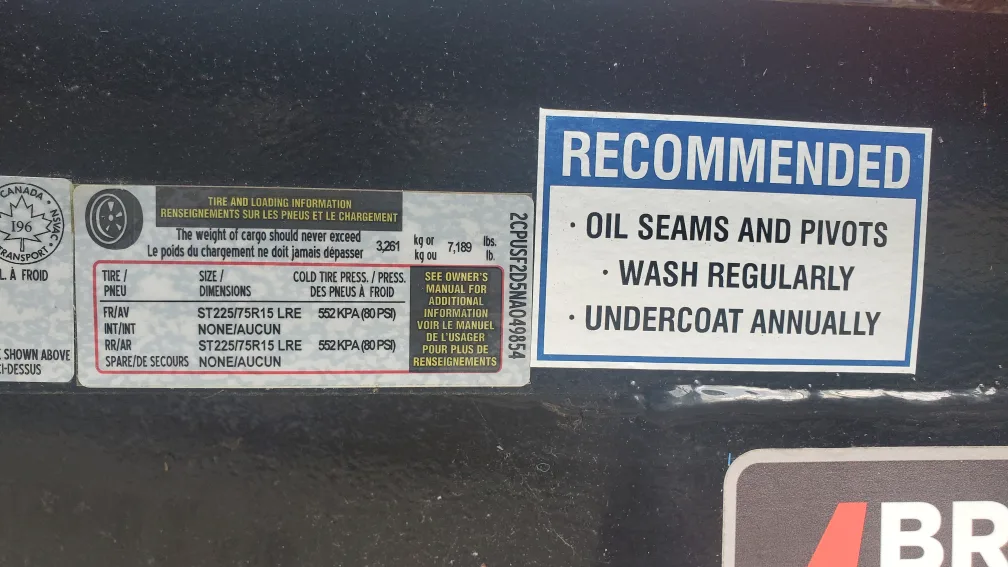 CANADA
NSVAC
196
TRANSPORT
L À FROID
SHOWN ABOVE
CI-DESSUS
TIRE AND LOADING INFORMATION
RENSEIGNEMENTS SUR LES PNEUS ET LE CHARGEMENT
The weight of cargo should never exceed
Le poids du chargement ne doit jamais dépasser
3,261
kg or
kg ou
7,189
lbs.
lb.
TIRE / SIZE / COLD TIRE PRESS. / PRESS.
PNEU DIMENSIONS DES PNEUS À FROID
FR/AV ST225/75R15 LRE 552 KPA (80 PSI)
INT/INT NONE/AUCUN
RR/AR ST225/75R15 LRE 552 KPA (80 PSI)
SPARE/DE SECOURS NONE/AUCUN
SEE OWNER'S
MANUAL FOR
ADDITIONAL
INFORMATION
VOIR LE MANUEL
DE L'USAGER
POUR PLUS DE
RENSEIGNEMENTS
2CPUSF2D5NA049854
RECOMMENDED
· OIL SEAMS AND PIVOTS
· WASH REGULARLY
· UNDERCOAT ANNUALLY
BR